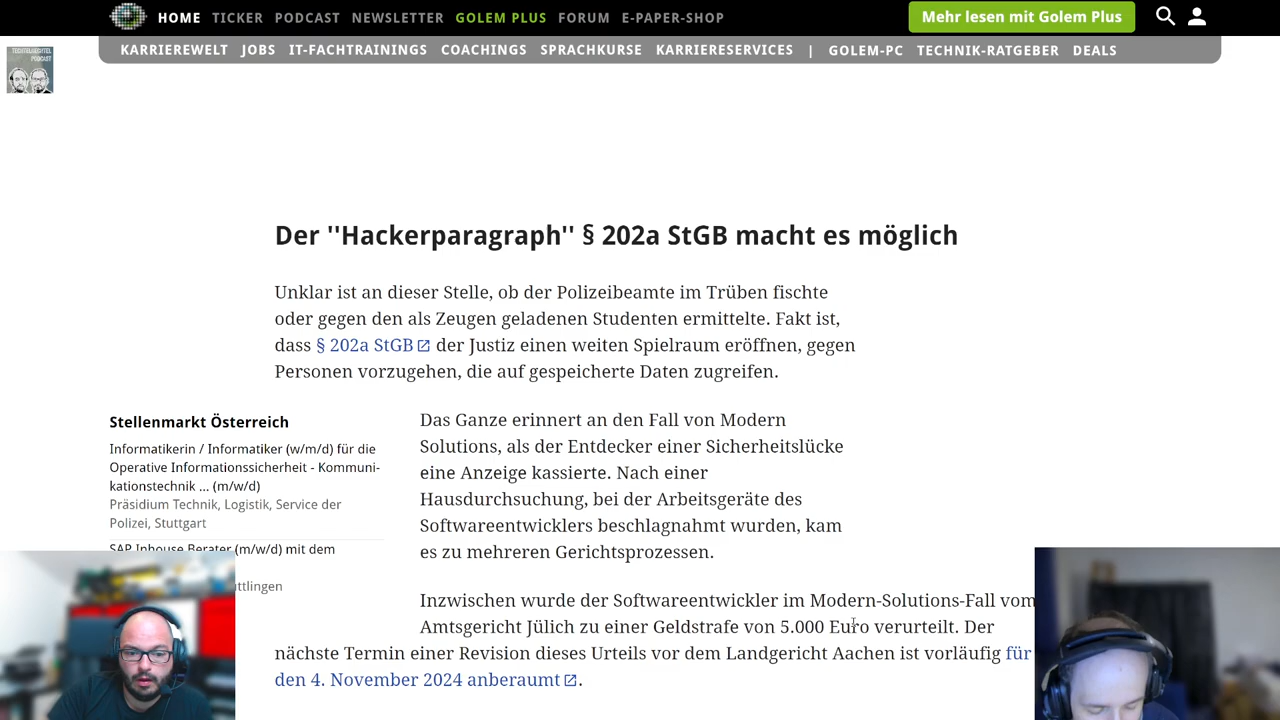 HOME TICKER PODCAST NEWSLETTER GOLEM PLUS FORUM E-PAPER-SHOP
Mehr lesen mit Golem Plus
KARRIEREWELT JOBS IT-FACHTRAININGS COACHINGS SPRACHKURSE KARRIERESERVICES | GOLEM-PC TECHNIK-RATGEBER DEALS
TECHTELMECHTEL
PODCAST
Der ''Hackerparagraph'' § 202a StGB macht es möglich
Unklar ist an dieser Stelle, ob der Polizeibeamte im Trüben fischte
oder gegen den als Zeugen geladenen Studenten ermittelte. Fakt ist,
dass § 202a StGB der Justiz einen weiten Spielraum eröffnen, gegen
Personen vorzugehen, die auf gespeicherte Daten zugreifen.
Stellenmarkt Österreich
Informatikerin / Informatiker (w/m/d) für die
Operative Informationssicherheit - Kommuni-
kationstechnik ... (m/w/d)
Präsidium Technik, Logistik, Service der
Polizei, Stuttgart
SAP Inhouse Berater (m/w/d) mit dem
uttlingen
Das Ganze erinnert an den Fall von Modern
Solutions, als der Entdecker einer Sicherheitslücke
eine Anzeige kassierte. Nach einer
Hausdurchsuchung, bei der Arbeitsgeräte des
Softwareentwicklers beschlagnahmt wurden, kam
es zu mehreren Gerichtsprozessen.
Inzwischen wurde der Softwareentwickler im Modern-Solutions-Fall vom
Amtsgericht Jülich zu einer Geldstrafe von 5.000 Euro verurteilt. Der
nächste Termin einer Revision dieses Urteils vor dem Landgericht Aachen ist vorläufig für
den 4. November 2024 anberaumt.